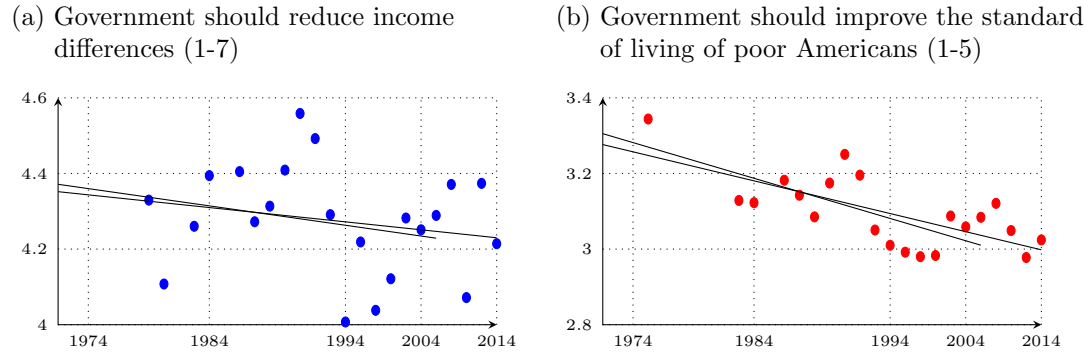 (a) Government should reduce income
differences (1-7)
4.6
4.4
4.2
4
1974 1984 1994 2004 2014
(b) Government should improve the standard
of living of poor Americans (1-5)
3.4
3.2
3
2.8
1974 1984 1994 2004 2014